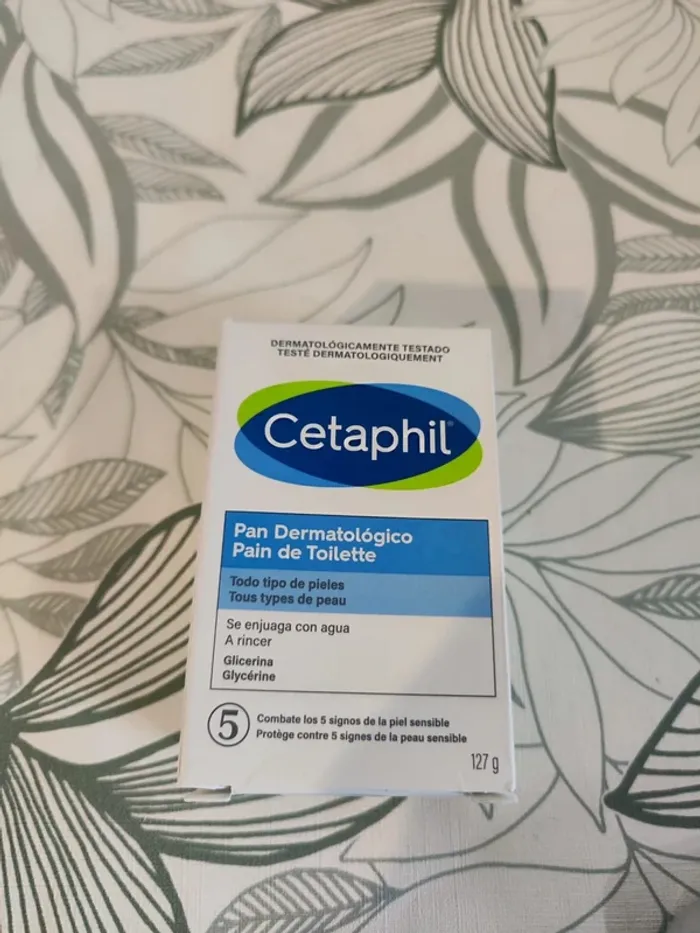 DERMATOLÓGICAMENTE TESTADO
TESTÉ DERMATOLOGIQUEMENT
Cetaphil®
Pan Dermatológico
Pain de Toilette
Todo tipo de pieles
Tous types de peau
Se enjuaga con agua
A rincer
Glicerina
Glycérine
5
Combate los 5 signos de la piel sensible
Protège contre 5 signes de la peau sensible
127 g